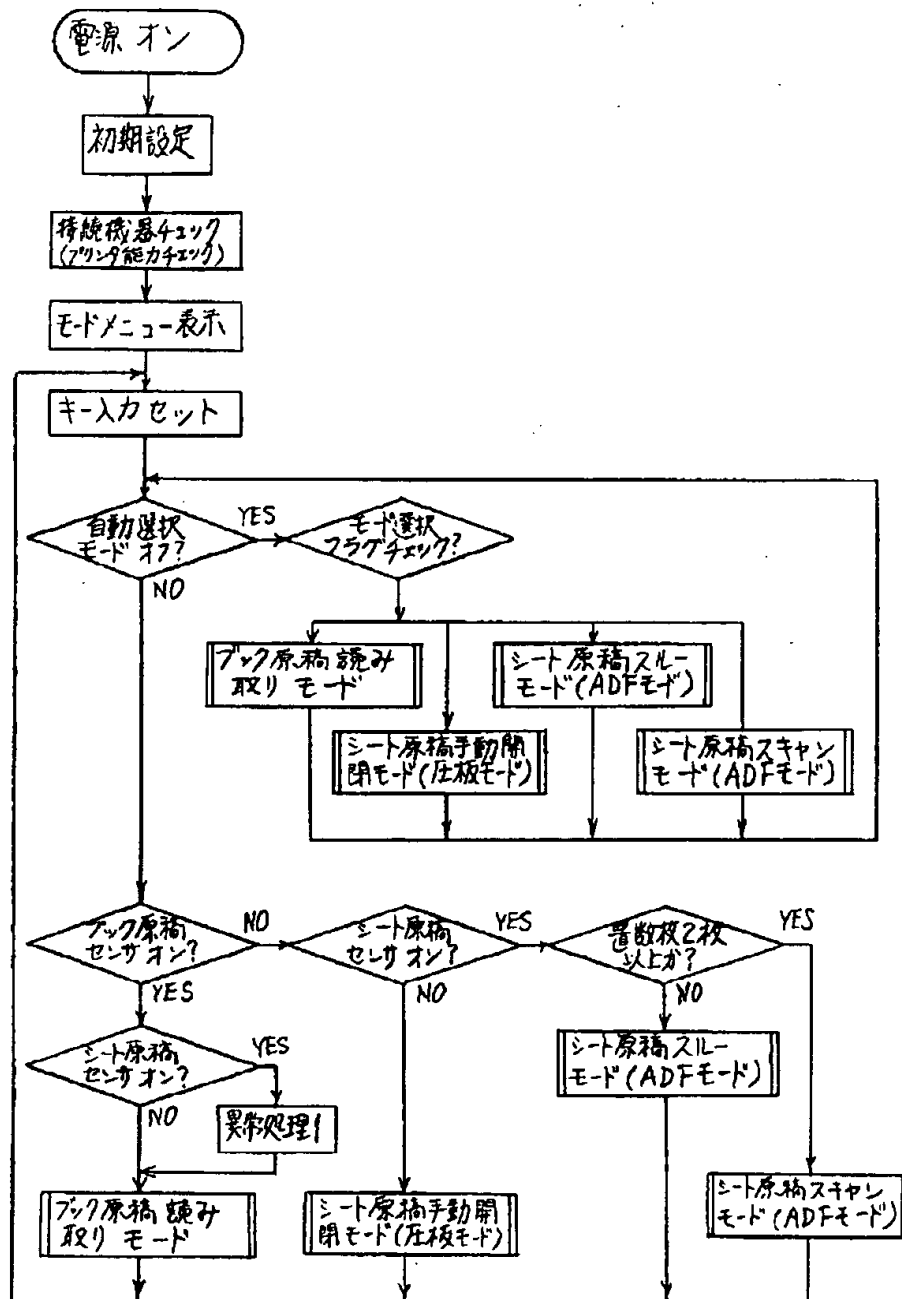 電源 オン
初期設定
接続機器チェック
(プリンタ能力チェック)
モードメニュー表示
キー入力セット
自動選択
モード オフ?
YES
NO
モード選択
フラグチェック?
ブック原稿読み
取り モード
シート原稿スルー
モード(ADFモード)
シート原稿手動開
閉モード(圧板モード)
シート原稿スキャン
モード(ADFモード)
ブック原稿
センサオン?
NO
YES
シート原稿
センサオン?
YES
NO
置数枚2枚
以上か?
YES
NO
シート原稿スルー
モード(ADFモード)
シート原稿
センサオン?
YES
NO
異常処理1
ブック原稿読み
取り モード
シート原稿手動開
閉モード(圧板モード)
シート原稿スキャン
モード(ADFモード)